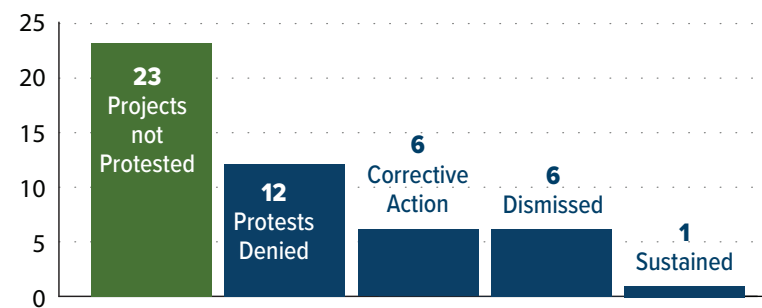 25
20
15
10
5
0
23
Projects
not
Protested
12
Protests
Denied
6
Corrective
Action
6
Dismissed
1
Sustained